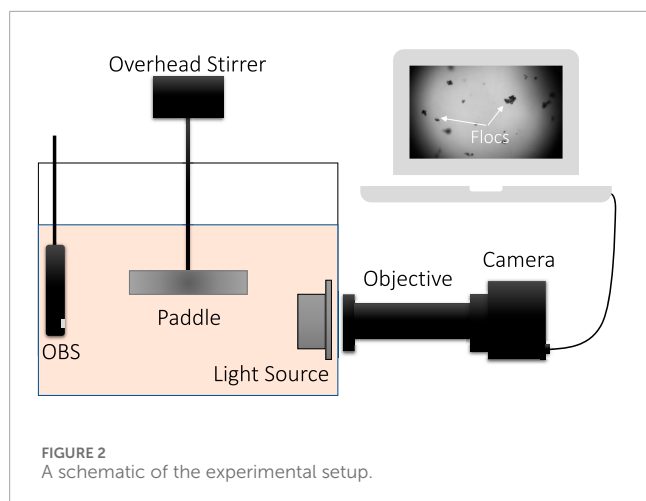 Overhead Stirrer
Flocs
Objective
Camera
Paddle
OBS
Light Source
FIGURE 2
A schematic of the experimental setup.